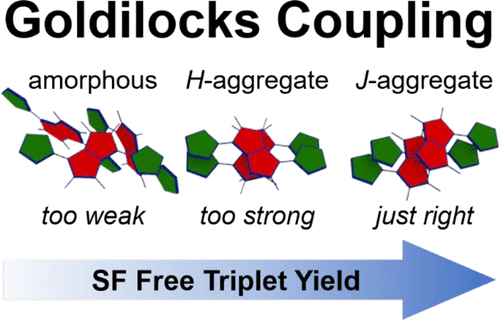 Goldilocks Coupling
amorphous H-aggregate J-aggregate
too weak too strong just right
SF Free Triplet Yield